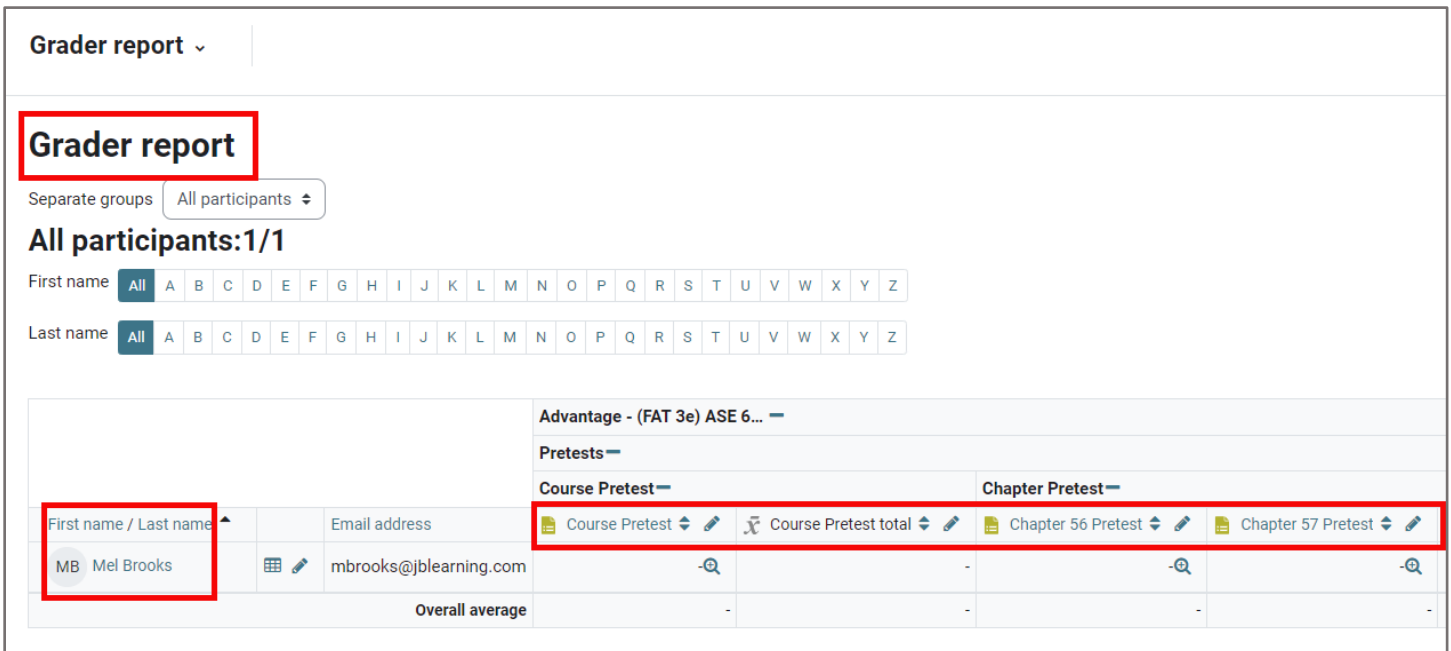 Grader report
Grader report
Separate groups All participants
All participants:1/1
First name All A B C D E F G H I J K L M N O P Q R S T U V W X Y Z
Last name All A B C D E F G H I J K L M N O P Q R S T U V W X Y Z
Advantage - (FAT 3e) ASE 6...
Pretests
Course Pretest Chapter Pretest
First name / Last name Email address Course Pretest x̄ Course Pretest total Chapter 56 Pretest Chapter 57 Pretest
MB Mel Brooks mbrooks@jblearning.com - - - -
Overall average - - - -